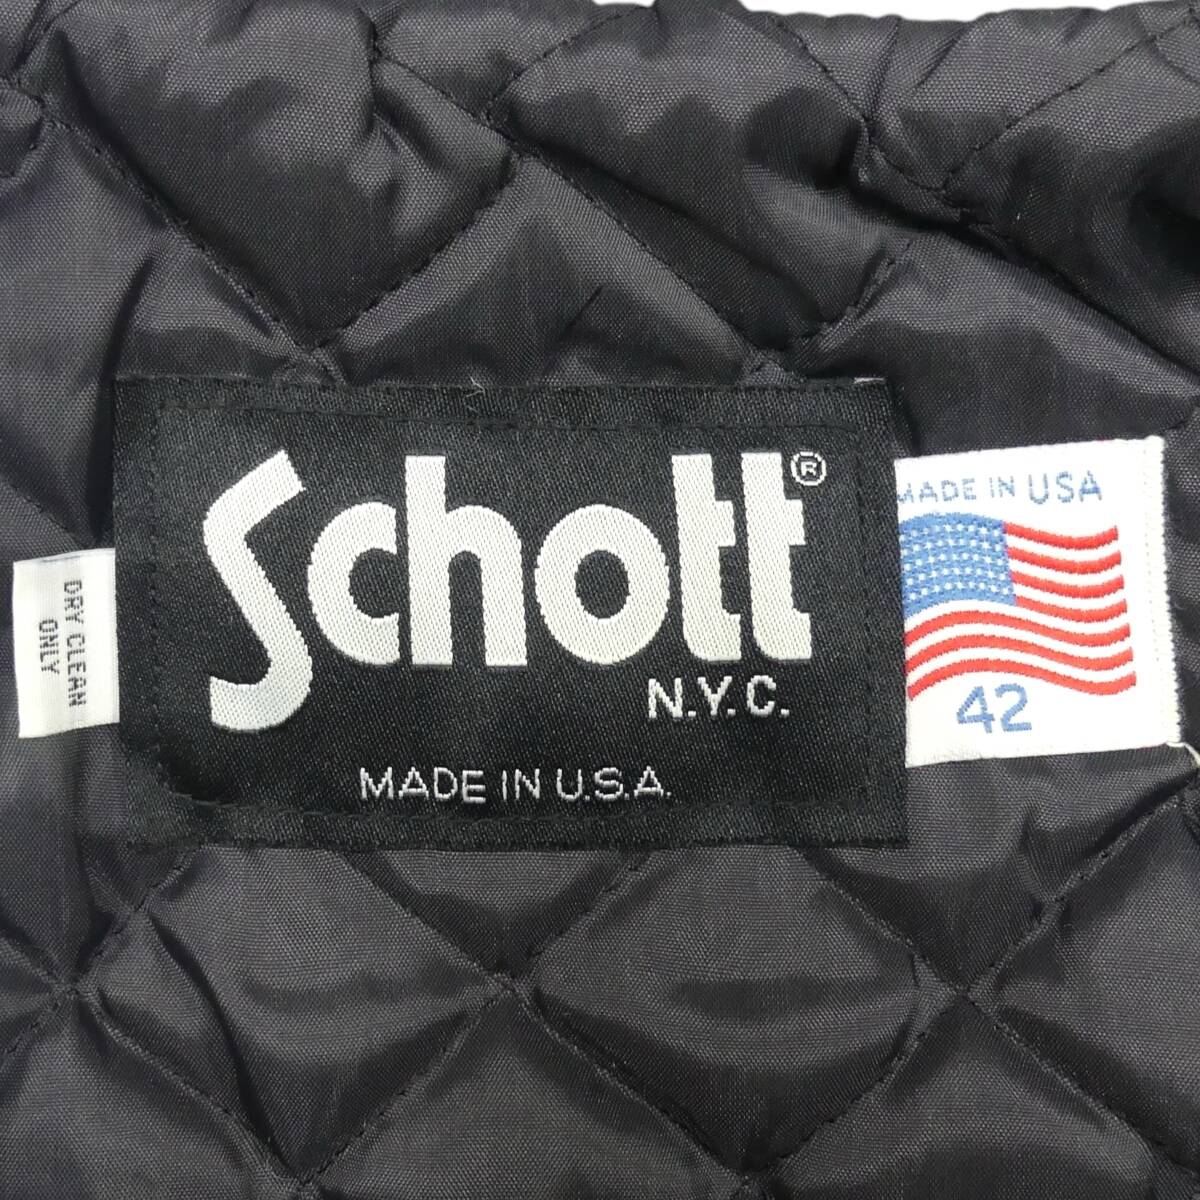 Schott®
N.Y.C.
MADE IN U.S.A.
MADE IN USA
42
DRY CLEAN
ONLY